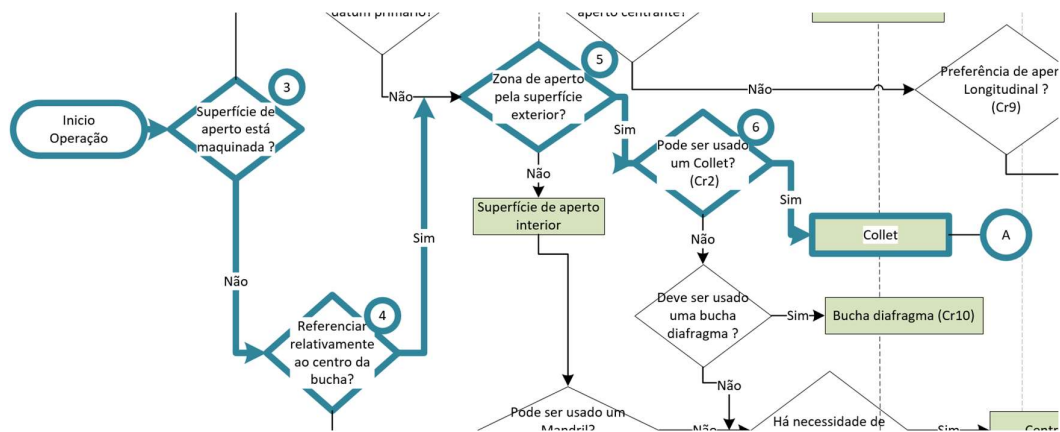 datum primário?
aperto centrante?
Inicio
Operação
3
Superfície de
aperto está
maquinada ?
Não
4
Referenciar
relativamente
ao centro da
bucha?
Sim
Não
5
Zona de aperto
pela superfície
exterior?
Sim
Não
Superfície de aperto
interior
6
Pode ser usado
um Collet?
(Cr2)
Sim
Não
Collet
A
Não
Preferência de aper
Longitudinal ?
(Cr9)
Deve ser usado
uma bucha
diafragma ?
Sim
Bucha diafragma (Cr10)
Não
Pode ser usado um
Mandril?
Não
Há necessidade de
Sim
Centr